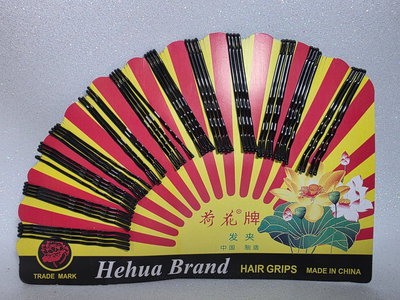 荷花®牌
发夹
中国 制造
TRADE MARK
Hehua Brand
HAIR GRIPS
MADE IN CHINA